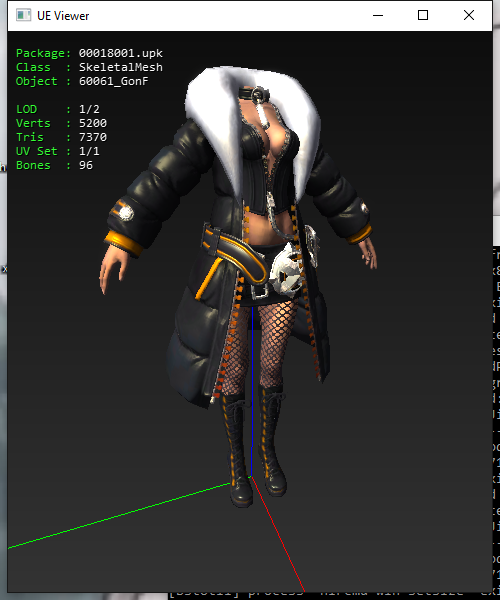 UE Viewer
Package: 00018001.upk
Class : SkeletalMesh
Object : 60061_GonF
LOD : 1/2
Verts : 5200
Tris : 7370
UV Set : 1/1
Bones : 96